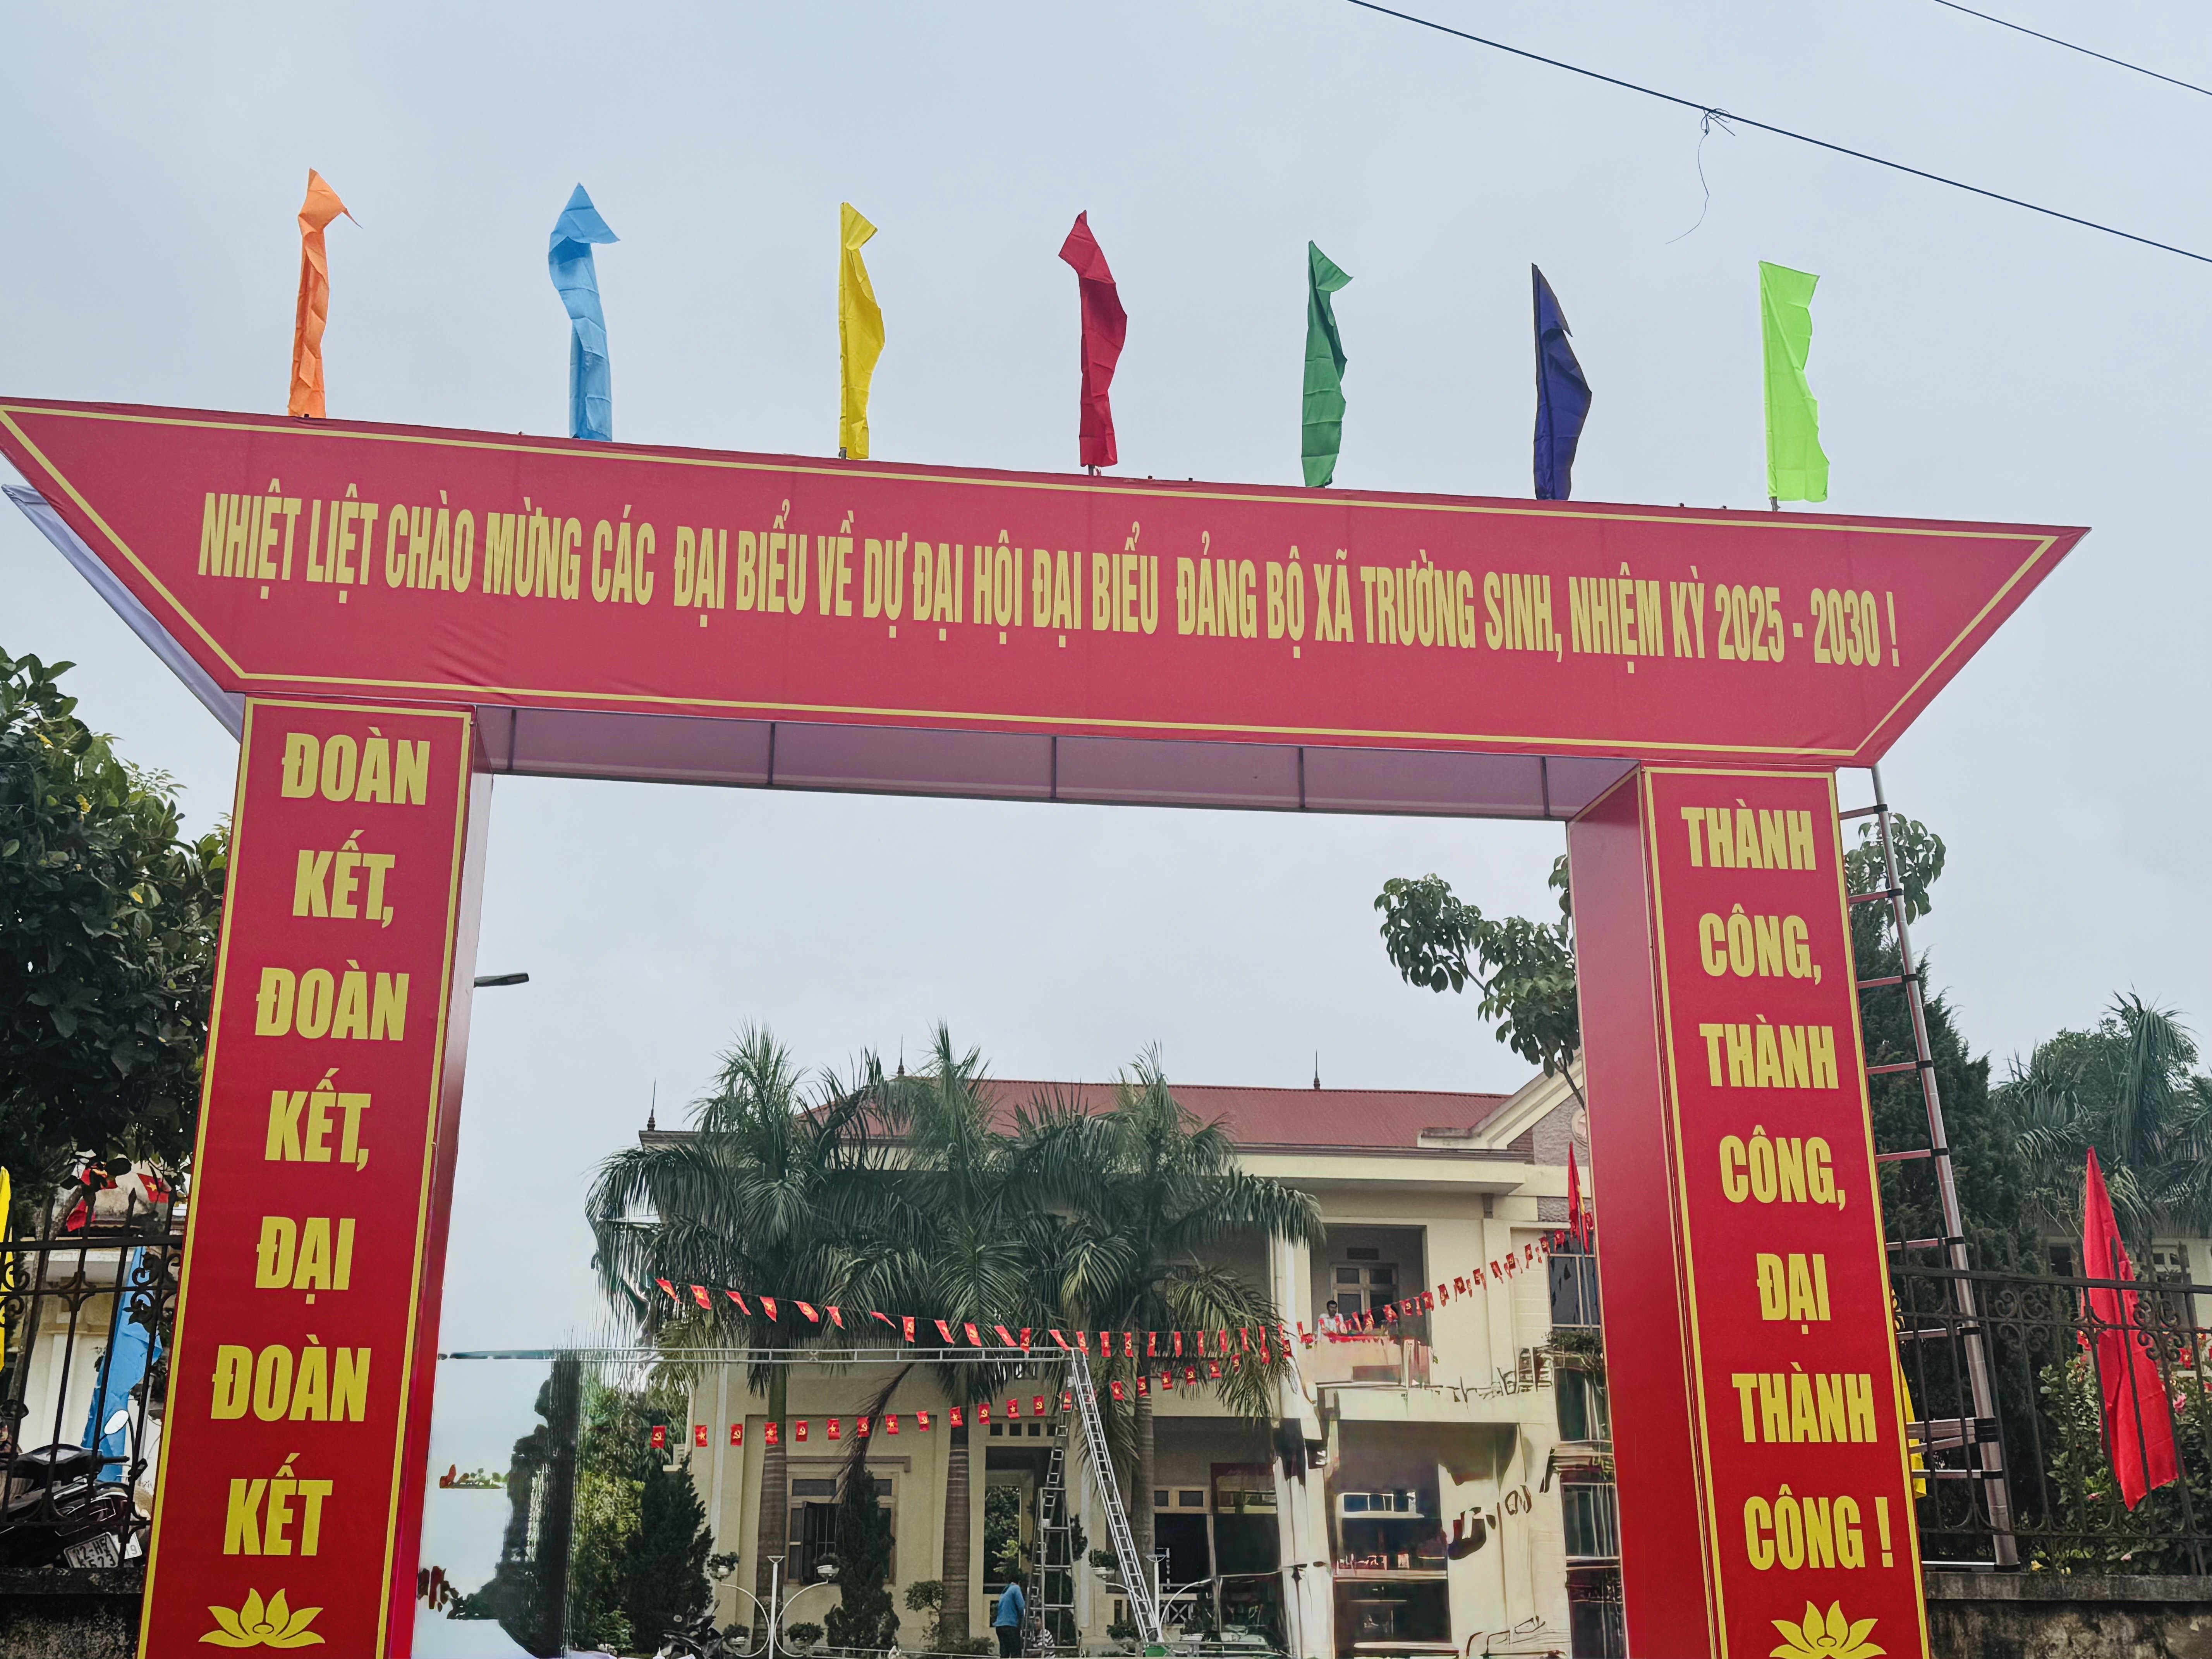 NHIỆT LIỆT CHÀO MỪNG CÁC ĐẠI BIỂU VỀ DỰ ĐẠI HỘI ĐẠI BIỂU ĐẢNG BỘ XÃ TRƯỜNG SINH, NHIỆM KỲ 2025 - 2030 !
ĐOÀN
KẾT,
ĐOÀN
KẾT,
ĐẠI
ĐOÀN
KẾT
THÀNH
CÔNG,
THÀNH
CÔNG,
ĐẠI
THÀNH
CÔNG !